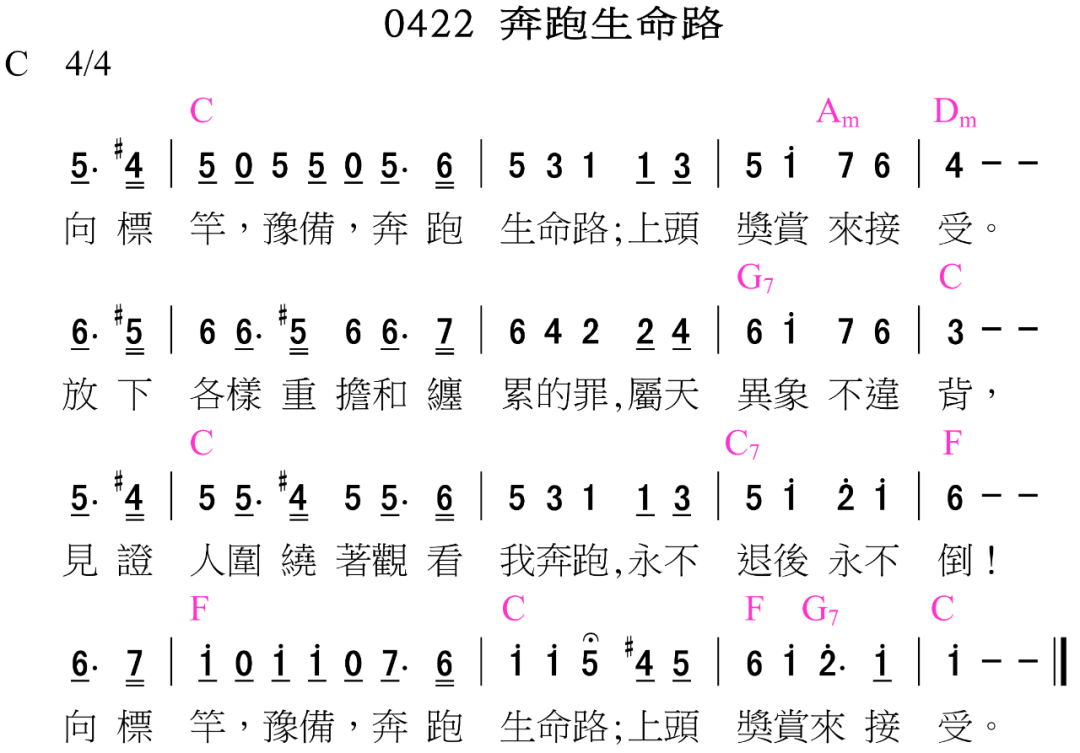 0422 奔跑生命路
C 4/4
C Am Dm
5. #4 | 5 0 5 5 0 5. 6 | 5 3 1 1 3 | 5 i 7 6 | 4 - -
向標 竿，豫備，奔跑 生命路;上頭 獎賞來接 受。
G7 C
6. #5 | 6 6. #5 6 6. 7 | 6 4 2 2 4 | 6 i 7 6 | 3 - -
放下 各樣重擔和纏 累的罪,屬天 異象不違 背，
C C7 F
5. #4 | 5 5. #4 5 5. 6 | 5 3 1 1 3 | 5 i 2̇ i | 6 - -
見證 人圍繞著觀看 我奔跑,永不 退後永不 倒！
F C F G7 C
6. 7 | i 0 i i 0 7. 6 | i i 5 #4 5 | 6 i 2̇. i | i - - ‖
向標 竿，豫備，奔跑 生命路;上頭 獎賞來接 受。